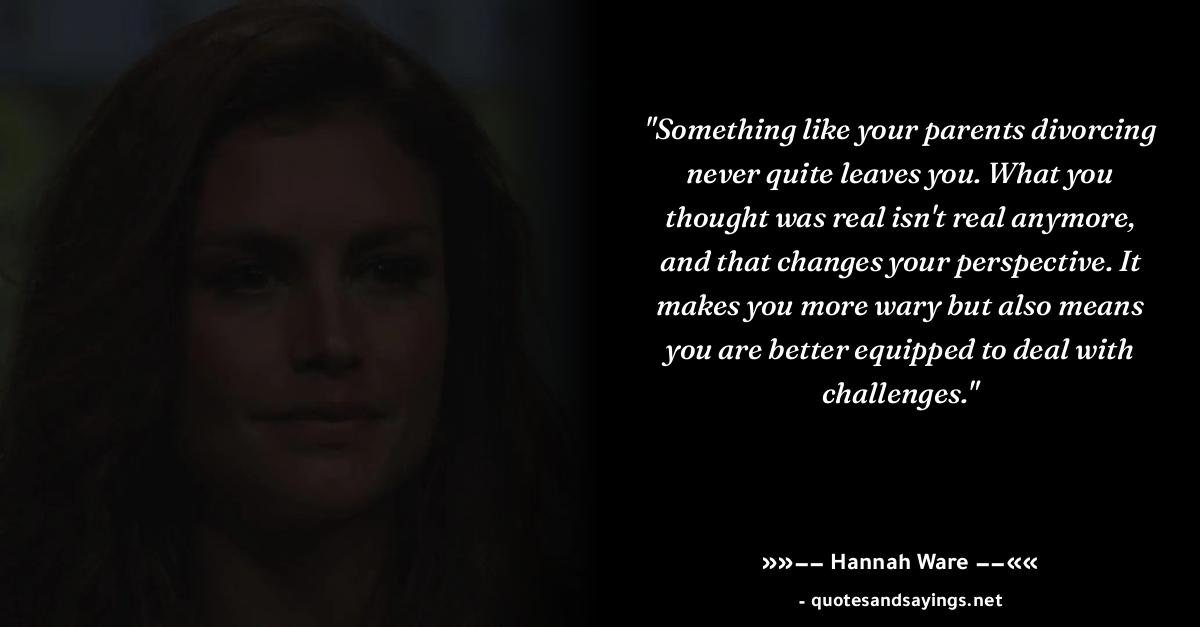 "Something like your parents divorcing
never quite leaves you. What you
thought was real isn't real anymore,
and that changes your perspective. It
makes you more wary but also means
you are better equipped to deal with
challenges."
»»−− Hannah Ware −−««
- quotesandsayings.net